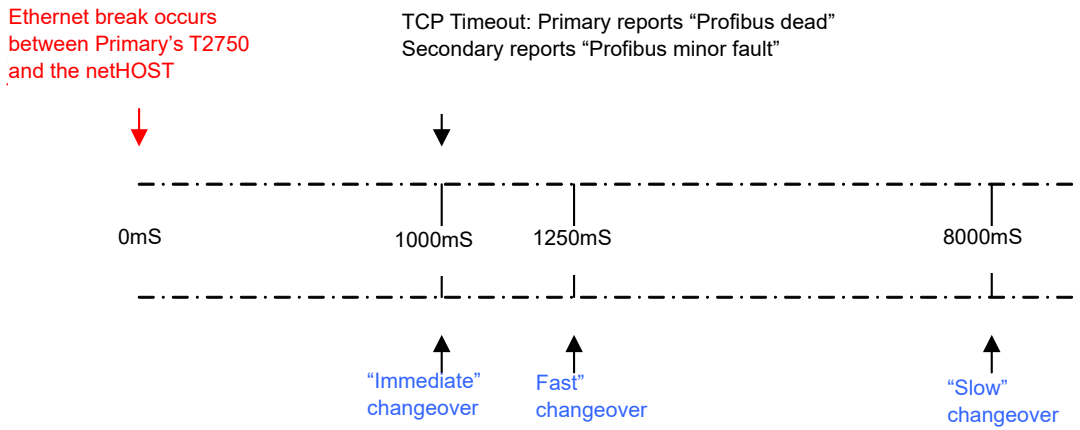 Ethernet break occurs
between Primary's T2750
and the netHOST
TCP Timeout: Primary reports “Profibus dead”
Secondary reports “Profibus minor fault”
0mS
1000mS
1250mS
8000mS
“Immediate”
changeover
Fast”
changeover
“Slow”
changeover